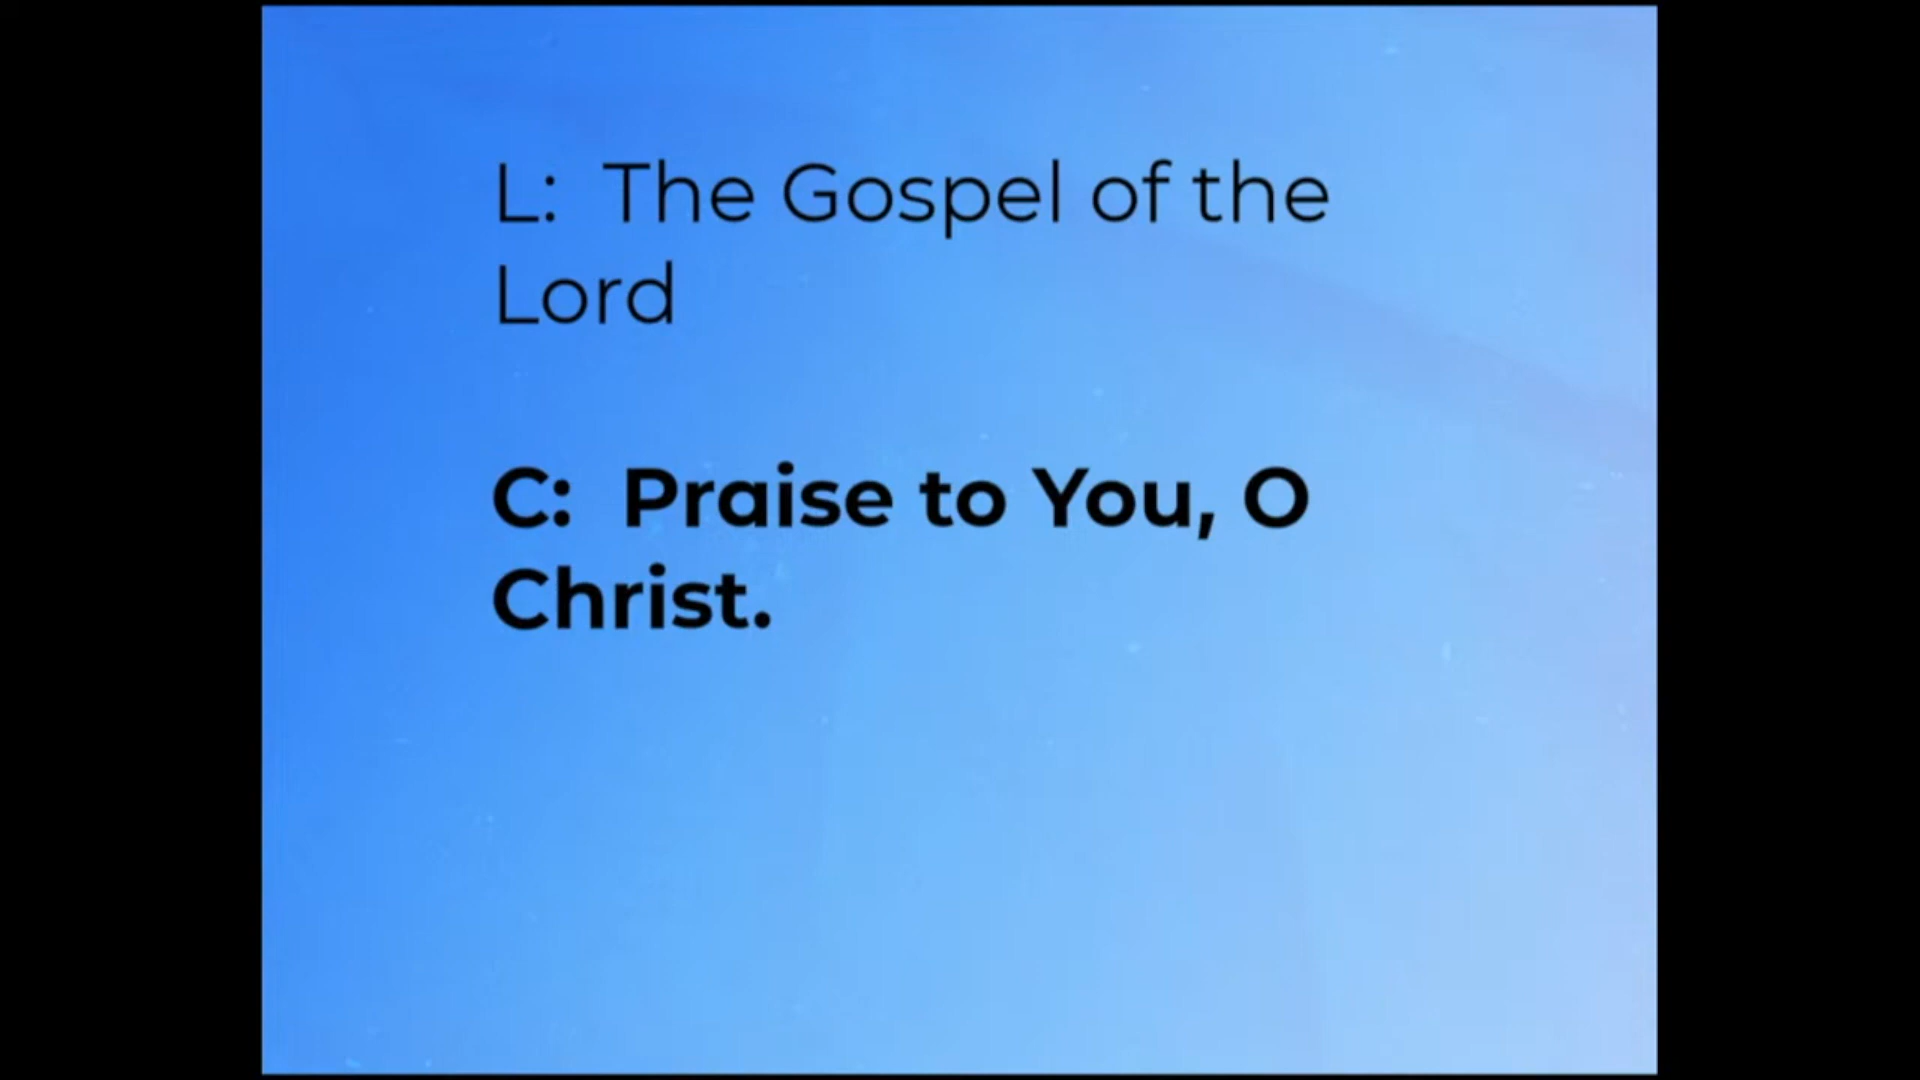 L:  The Gospel of the
Lord
C:  Praise to You, O
Christ.